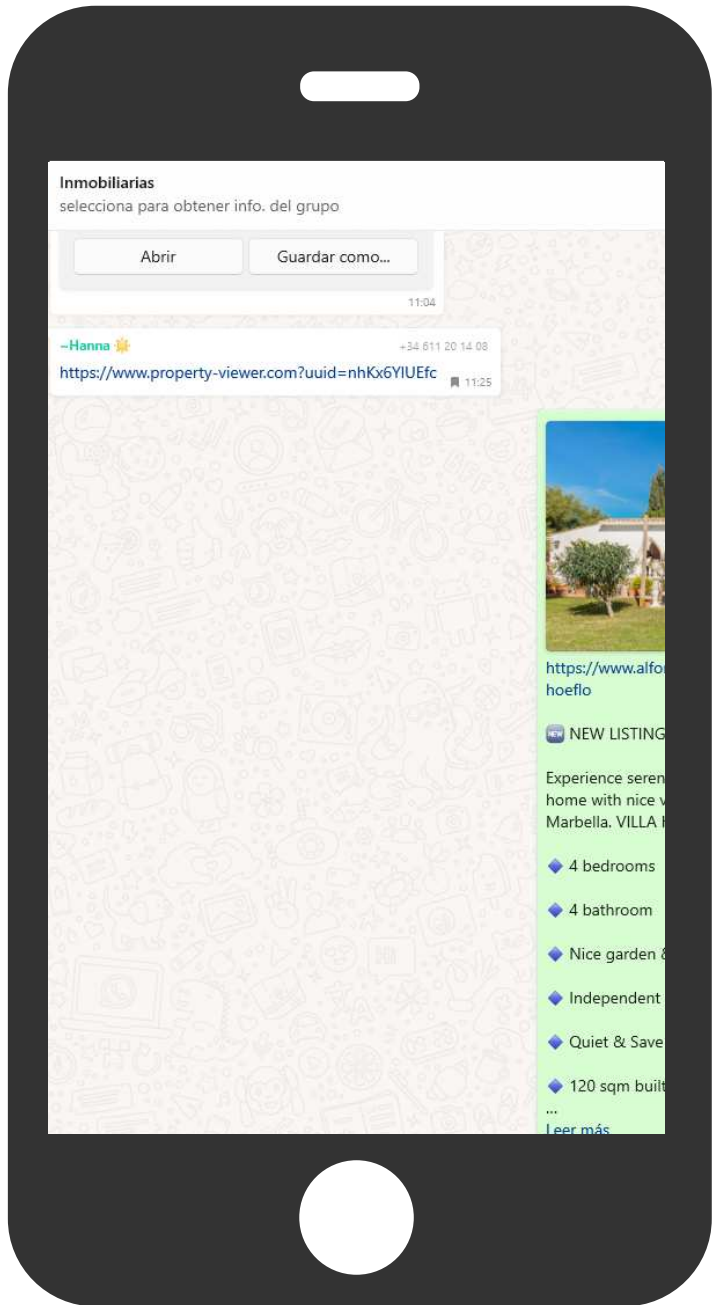 Inmobiliarias
selecciona para obtener info. del grupo
Abrir
Guardar como...
11:04
~Hanna
+34 611 20 14 08
https://www.property-viewer.com?uuid=nhKx6YlUEfc
11:25
https://www.alfo
hoeflo
NEW NEW LISTING
Experience seren
home with nice v
Marbella. VILLA
4 bedrooms
4 bathroom
Nice garden &
Independent
Quiet & Save
120 sqm built
...
Leer más